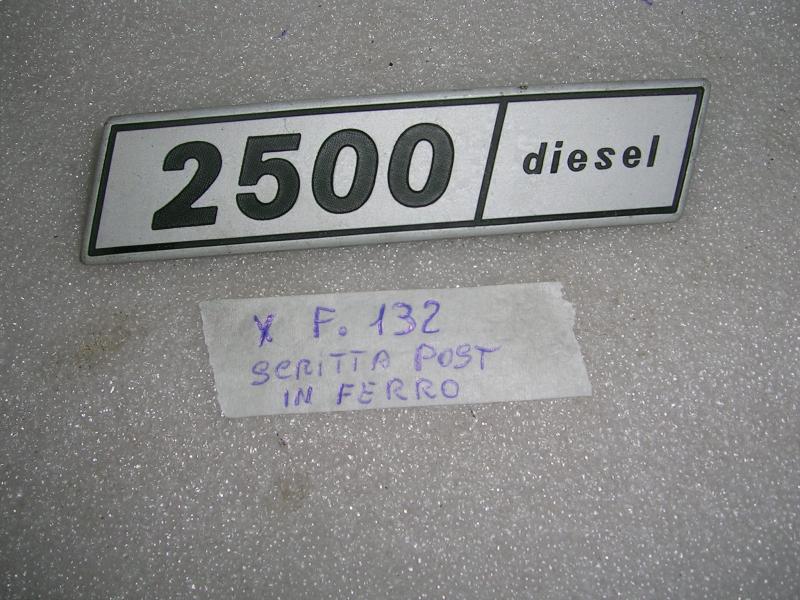 2500 diesel
X F. 132
SCRITTA POST
IN FERRO